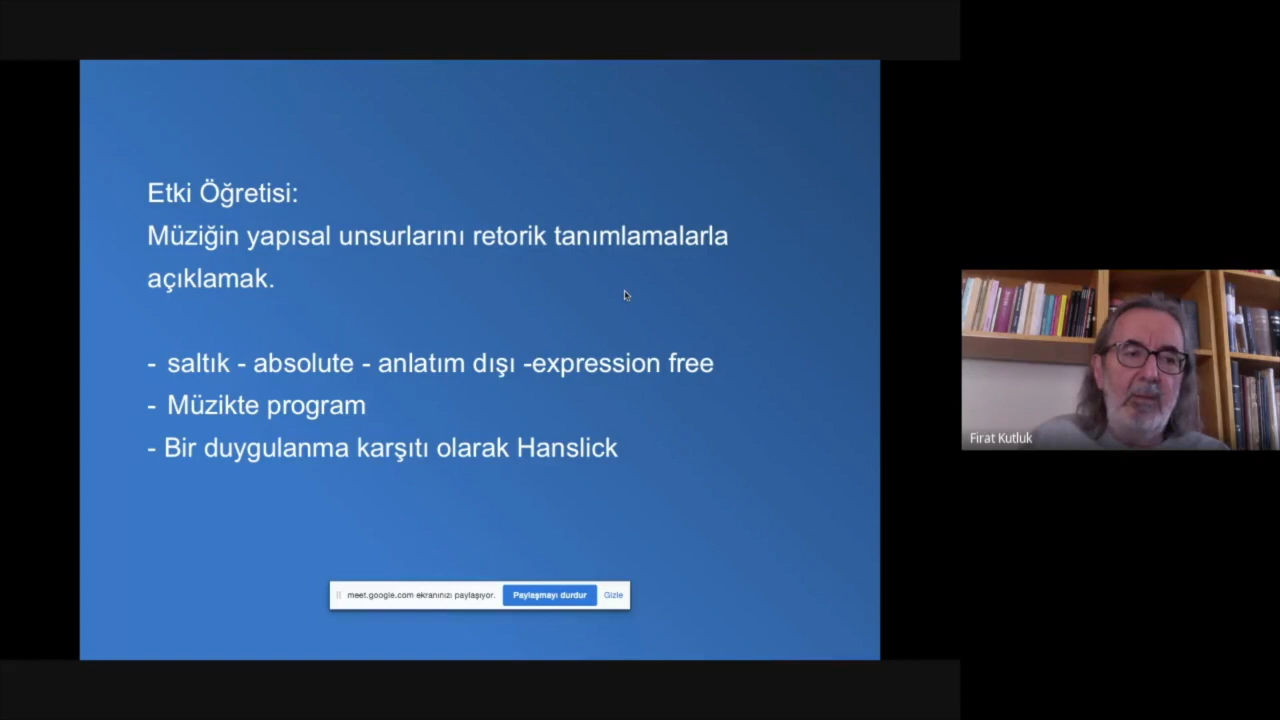 Etki Öğretisi:
Müziğin yapısal unsurlarını retorik tanımlamalarla
açıklamak.
- saltık - absolute - anlatım dışı -expression free
- Müzikte program
- Bir duygulanma karşıtı olarak Hanslick
meet.google.com ekranınızı paylaşıyor. Paylaşmayı durdur Gizle
Firat Kutluk